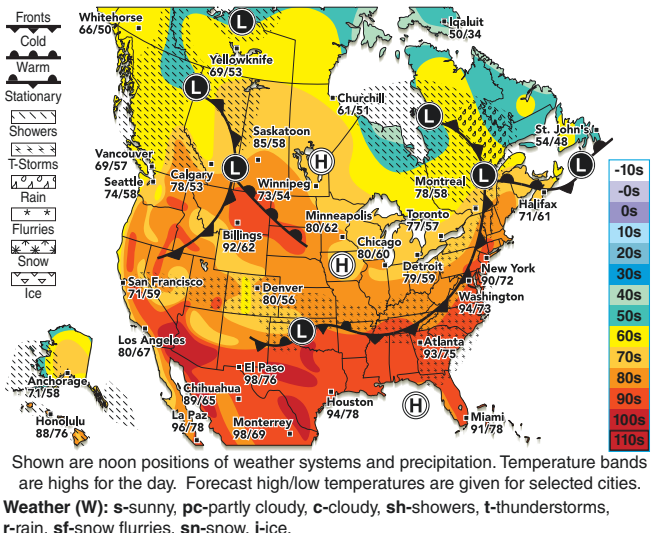 Fronts
Cold
Warm
Stationary
Showers
T-Storms
Rain
Flurries
Snow
Ice
Whitehorse
66/50
L
Iqaluit
50/34
Yellowknife
69/53
L
Churchill
61/51
L
St. John's
54/48
Saskatoon
85/58
H
L
Vancouver
69/57
Calgary
78/53
L
Winnipeg
73/54
Montreal
78/58
L
Seattle
74/58
Halifax
71/61
Minneapolis
80/62
Toronto
77/57
Billings
92/62
Chicago
80/60
H
Detroit
79/59
New York
90/72
San Francisco
71/59
Denver
80/56
Washington
94/73
L
Los Angeles
80/67
Atlanta
93/75
El Paso
98/76
Anchorage
71/58
Chihuahua
89/65
Houston
94/78
H
Honolulu
88/76
La Paz
96/78
Monterrey
98/69
Miami
91/78
-10s
-0s
0s
10s
20s
30s
40s
50s
60s
70s
80s
90s
100s
110s
Shown are noon positions of weather systems and precipitation. Temperature bands
are highs for the day. Forecast high/low temperatures are given for selected cities.
Weather (W): s-sunny, pc-partly cloudy, c-cloudy, sh-showers, t-thunderstorms,
r-rain, sf-snow flurries, sn-snow, i-ice.